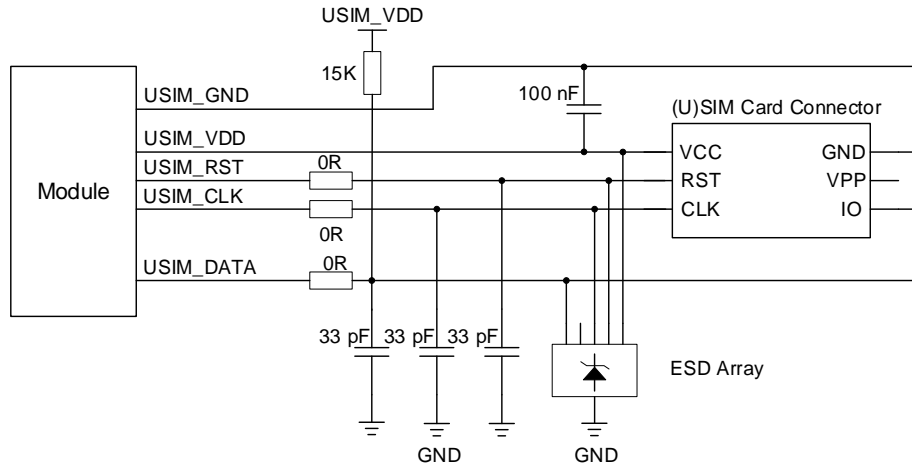 USIM_VDD
15K
USIM_GND
100 nF
(U)SIM Card Connector
USIM_VDD
VCC
GND
USIM_RST
0R
RST
VPP
Module
USIM_CLK
CLK
IO
0R
USIM_DATA
0R
33 pF
33 pF
33 pF
ESD Array
GND
GND